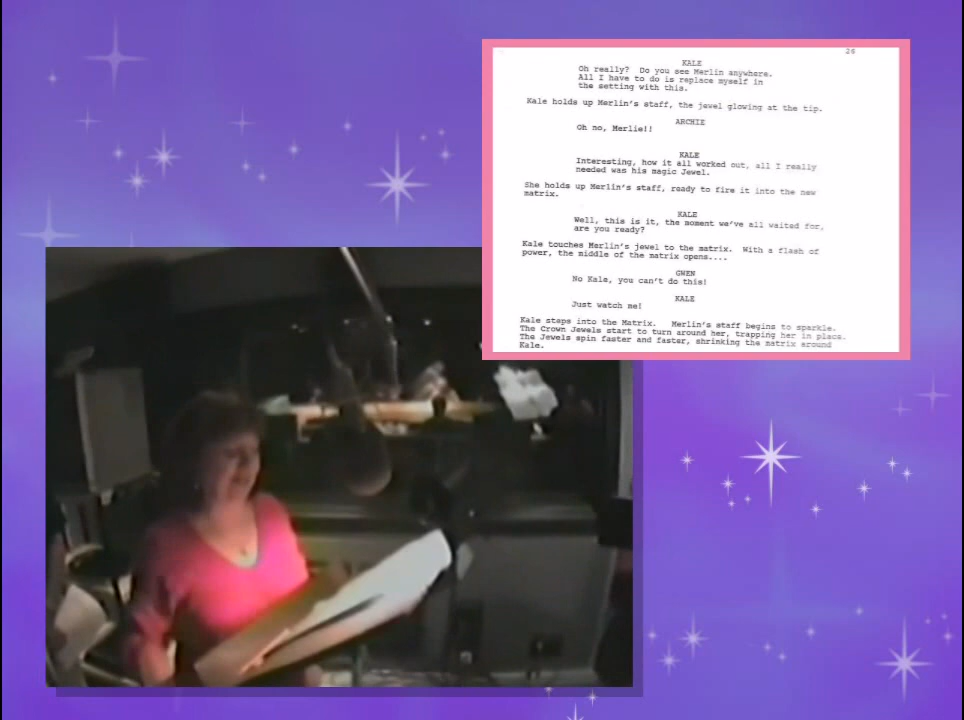 26
KALE
Oh really? Do you see Merlin anywhere.
All I have to do is replace myself in
the setting with this.
Kale holds up Merlin's staff, the jewel glowing at the tip.
ARCHIE
Oh no, Merlie!!
KALE
Interesting, how it all worked out, all I really
needed was his magic Jewel.
She holds up Merlin's staff, ready to fire it into the new
matrix.
KALE
Well, this is it, the moment we've all waited for,
are you ready?
Kale touches Merlin's jewel to the matrix. With a flash of
power, the middle of the matrix opens....
GWEN
No Kale, you can't do this!
KALE
Just watch me!
Kale steps into the Matrix. Merlin's staff begins to sparkle.
The Crown Jewels start to turn around her, trapping her in place.
The Jewels spin faster and faster, shrinking the matrix around
Kale.